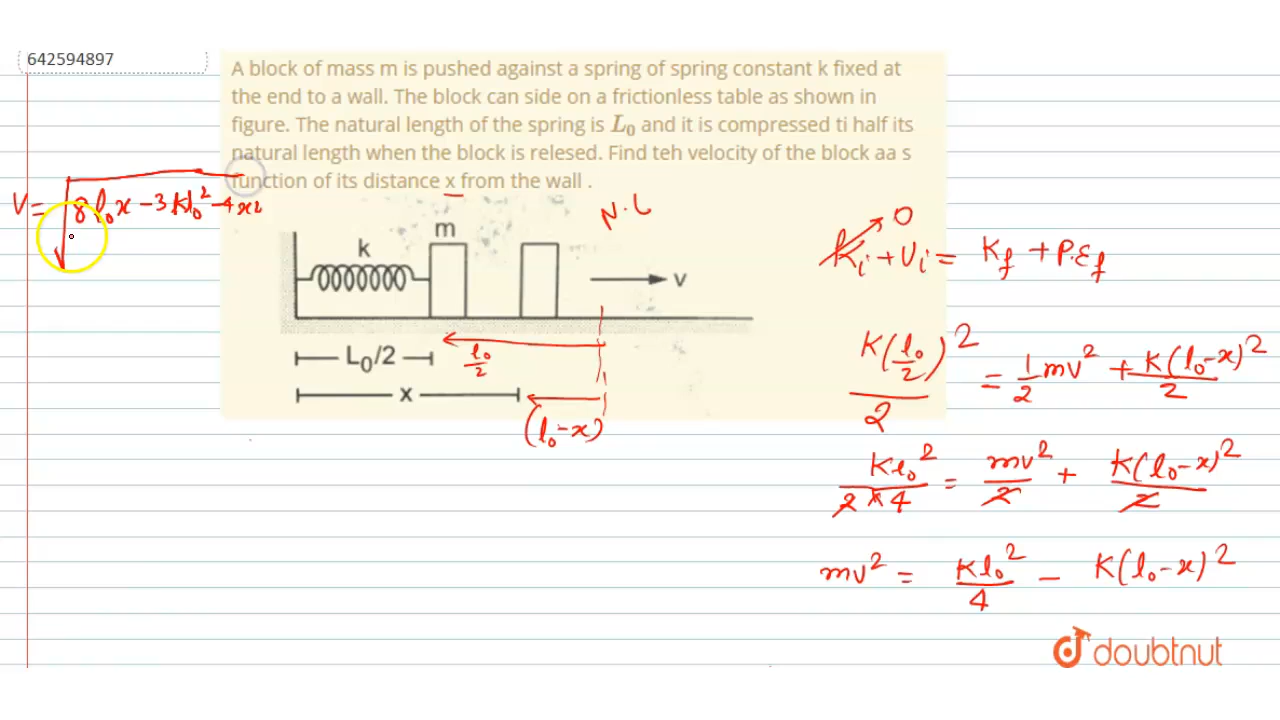 642594897
A block of mass m is pushed against a spring of spring constant k fixed at
the end to a wall. The block can side on a frictionless table as shown in
figure. The natural length of the spring is L₀ and it is compressed ti half its
natural length when the block is relesed. Find teh velocity of the block aa s
function of its distance x from the wall .
V = √ 8l₀x - 3kl₀² - 4x²
N.L
k
m
v
L₀/2
l₀/2
x
(l₀-x)
Kᵢ + Uᵢ = K_f + P.E_f
0
K(l₀/2)²/2 = 1/2 mv² + K(l₀-x)²/2
Kl₀²/2×4 = mv²/2 + K(l₀-x)²/2
mv² = Kl₀²/4 - K(l₀-x)²
doubtnut